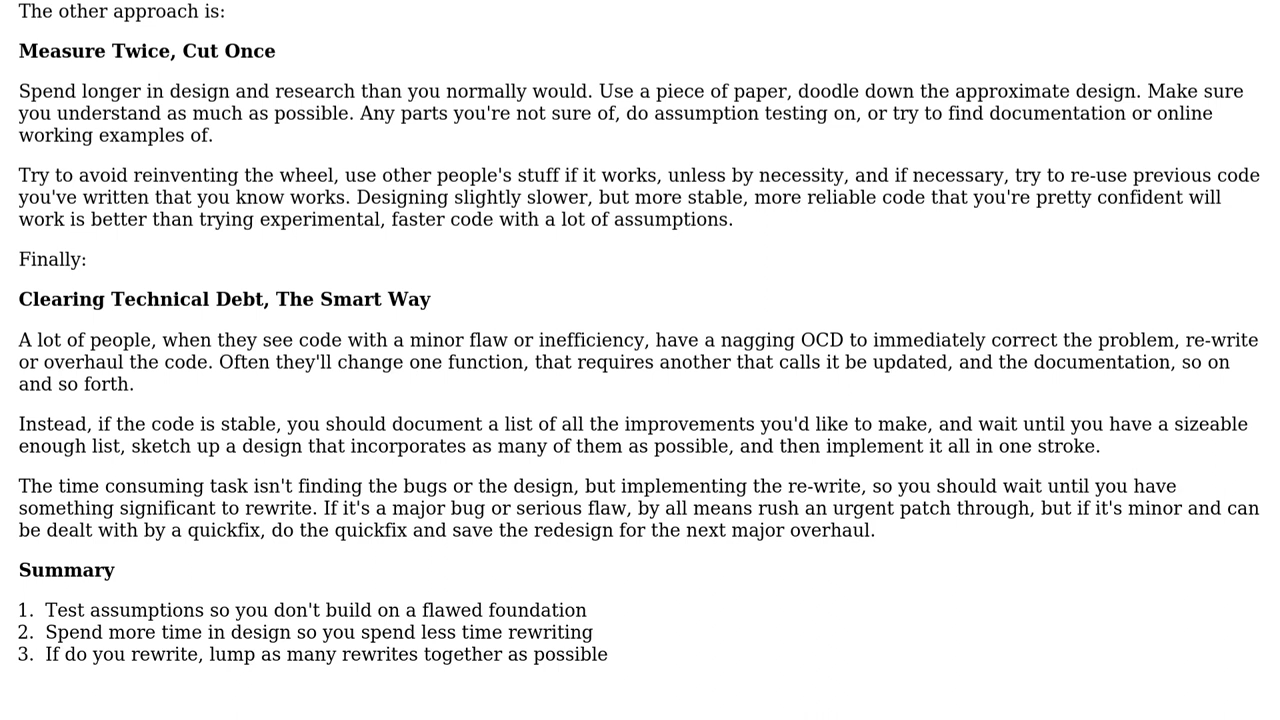 The other approach is:
Measure Twice, Cut Once
Spend longer in design and research than you normally would. Use a piece of paper, doodle down the approximate design. Make sure
you understand as much as possible. Any parts you're not sure of, do assumption testing on, or try to find documentation or online
working examples of.
Try to avoid reinventing the wheel, use other people's stuff if it works, unless by necessity, and if necessary, try to re-use previous code
you've written that you know works. Designing slightly slower, but more stable, more reliable code that you're pretty confident will
work is better than trying experimental, faster code with a lot of assumptions.
Finally:
Clearing Technical Debt, The Smart Way
A lot of people, when they see code with a minor flaw or inefficiency, have a nagging OCD to immediately correct the problem, re-write
or overhaul the code. Often they'll change one function, that requires another that calls it be updated, and the documentation, so on
and so forth.
Instead, if the code is stable, you should document a list of all the improvements you'd like to make, and wait until you have a sizeable
enough list, sketch up a design that incorporates as many of them as possible, and then implement it all in one stroke.
The time consuming task isn't finding the bugs or the design, but implementing the re-write, so you should wait until you have
something significant to rewrite. If it's a major bug or serious flaw, by all means rush an urgent patch through, but if it's minor and can
be dealt with by a quickfix, do the quickfix and save the redesign for the next major overhaul.
Summary
1. Test assumptions so you don't build on a flawed foundation
2. Spend more time in design so you spend less time rewriting
3. If do you rewrite, lump as many rewrites together as possible